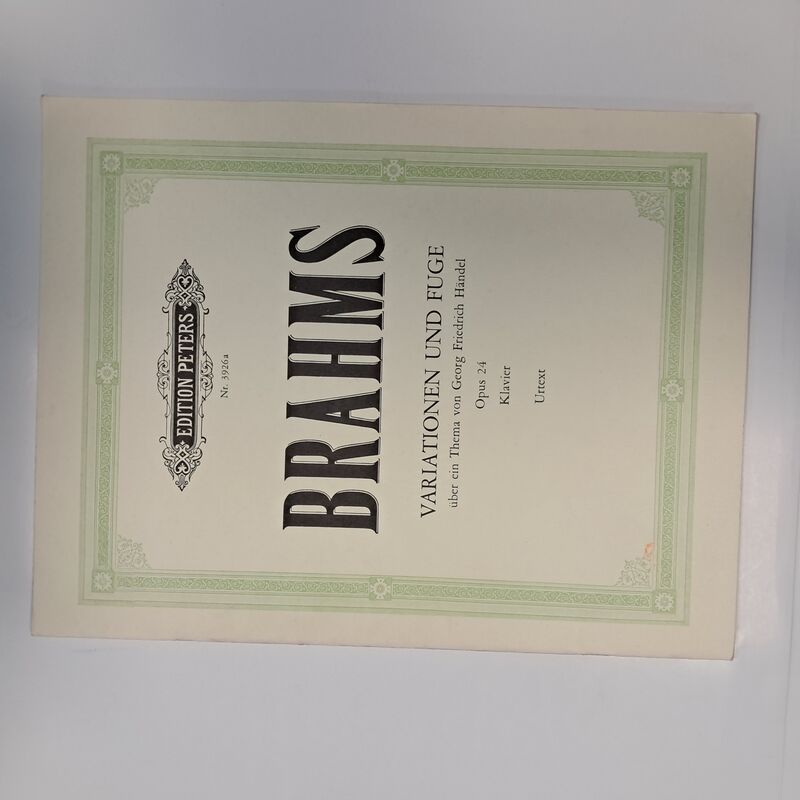 EDITION PETERS
Nr. 3926a
BRAHMS
VARIATIONEN UND FUGE
über ein Thema von Georg Friedrich Händel
Opus 24
Klavier
Urtext